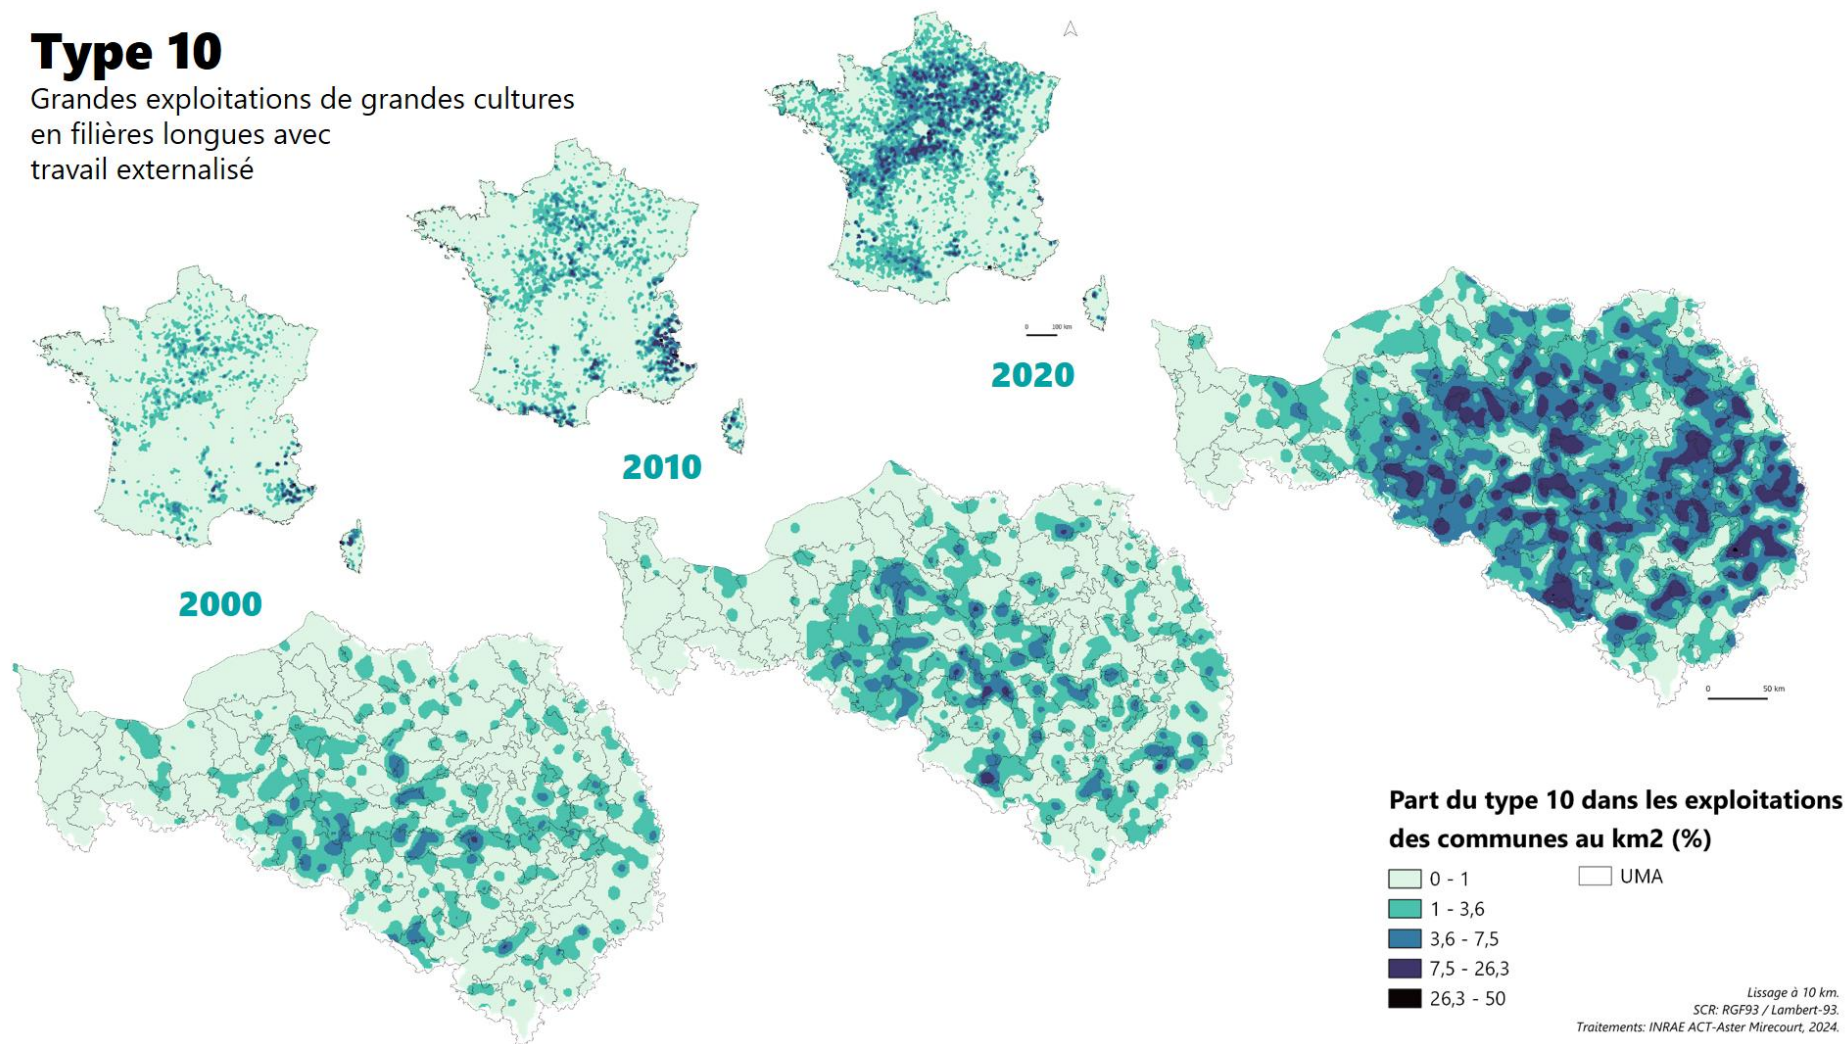 Type 10
Grandes exploitations de grandes cultures
en filières longues avec
travail externalisé
0 100 km
2020
2010
2000
0 50 km
Part du type 10 dans les exploitations
des communes au km2 (%)
0 - 1
UMA
1 - 3,6
3,6 - 7,5
7,5 - 26,3
26,3 - 50
Lissage à 10 km.
SCR: RGF93 / Lambert-93.
Traitements: INRAE ACT-Aster Mirecourt, 2024.